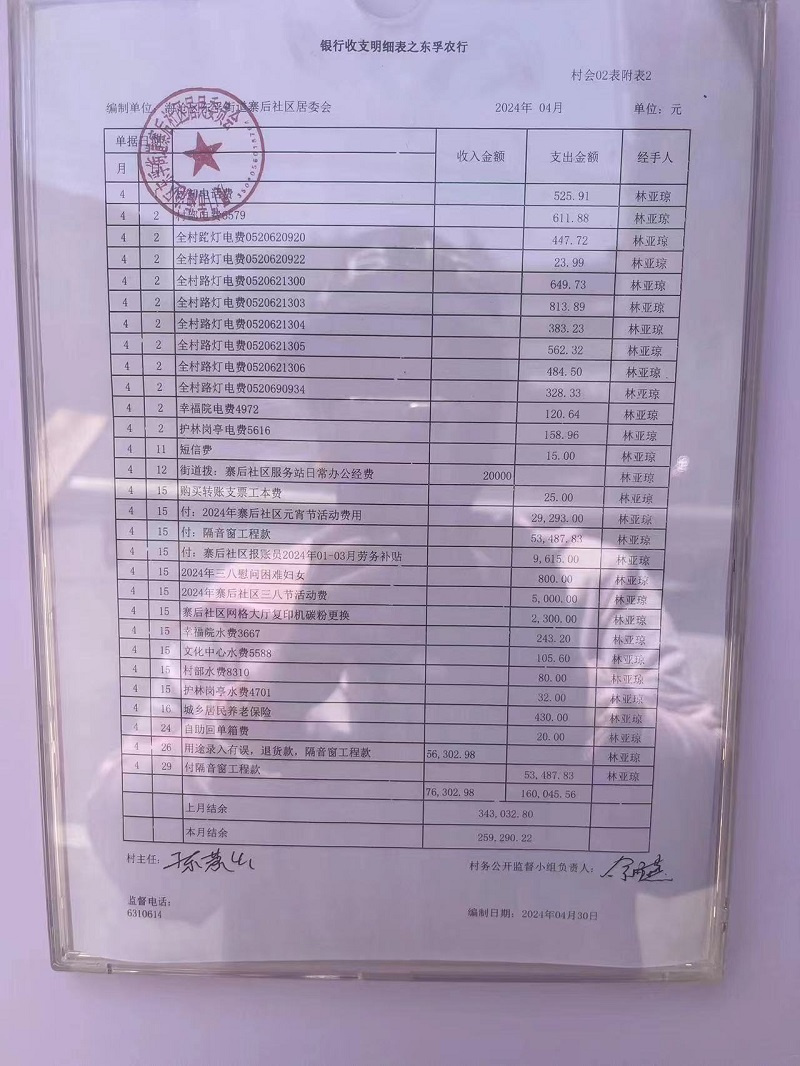 银行收支明细表之东孚农行
村会02表附表2
编制单位 街道寨后社区居委会 2024年 04月 单位：元
单据日 收入金额 支出金额 经手人
月
4 电话费 525.91 林亚琼
4 2 电费8579 611.88 林亚琼
4 2 全村路灯电费0520620920 447.72 林亚琼
4 2 全村路灯电费0520620922 23.99 林亚琼
4 2 全村路灯电费0520621300 649.73 林亚琼
4 2 全村路灯电费0520621303 813.89 林亚琼
4 2 全村路灯电费0520621304 383.23 林亚琼
4 2 全村路灯电费0520621305 562.32 林亚琼
4 2 全村路灯电费0520621306 484.50 林亚琼
4 2 全村路灯电费0520690934 328.33 林亚琼
4 2 幸福院电费4972 120.64 林亚琼
4 2 护林岗亭电费5616 158.96 林亚琼
4 11 短信费 15.00 林亚琼
4 12 街道拨：寨后社区服务站日常办公经费 20000 林亚琼
4 15 购买转账支票工本费 25.00 林亚琼
4 15 付：2024年寨后社区元宵节活动费用 29,293.00 林亚琼
4 15 付：隔音窗工程款 53,487.83 林亚琼
4 15 付：寨后社区报账员2024年01-03月劳务补贴 9,615.00 林亚琼
4 15 2024年三八慰问困难妇女 800.00 林亚琼
4 15 2024年寨后社区三八节活动费 5,000.00 林亚琼
4 15 寨后社区网格大厅复印机碳粉更换 2,300.00 林亚琼
4 15 幸福院水费3667 243.20 林亚琼
4 15 文化中心水费5588 105.60 林亚琼
4 15 村部水费8310 80.00 林亚琼
4 15 护林岗亭水费4701 32.00 林亚琼
4 16 城乡居民养老保险 430.00 林亚琼
4 24 自助回单箱费 20.00 林亚琼
4 26 用途录入有误，退货款，隔音窗工程款 56,302.98 林亚琼
4 29 付隔音窗工程款 53,487.83 林亚琼
76,302.98 160,045.56
上月结余 343,032.80
本月结余 259,290.22
村主任： 村务公开监督小组负责人：
监督电话：
6310614 编制日期：2024年04月30日